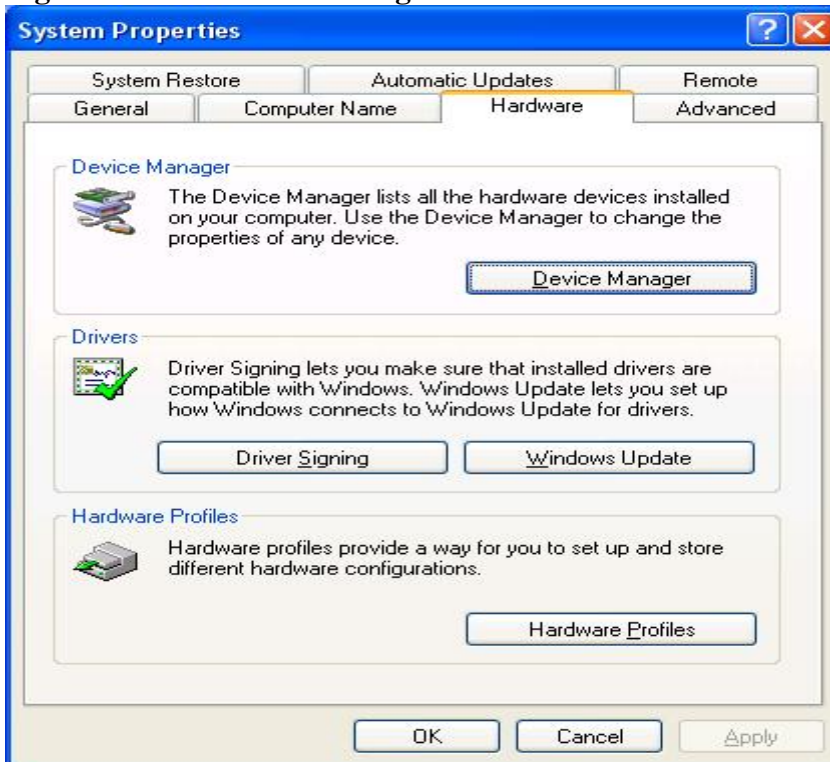 System Properties
System Restore Automatic Updates Remote
General Computer Name Hardware Advanced
Device Manager
The Device Manager lists all the hardware devices installed
on your computer. Use the Device Manager to change the
properties of any device.
Device Manager
Drivers
Driver Signing lets you make sure that installed drivers are
compatible with Windows. Windows Update lets you set up
how Windows connects to Windows Update for drivers.
Driver Signing Windows Update
Hardware Profiles
Hardware profiles provide a way for you to set up and store
different hardware configurations.
Hardware Profiles
OK Cancel Apply